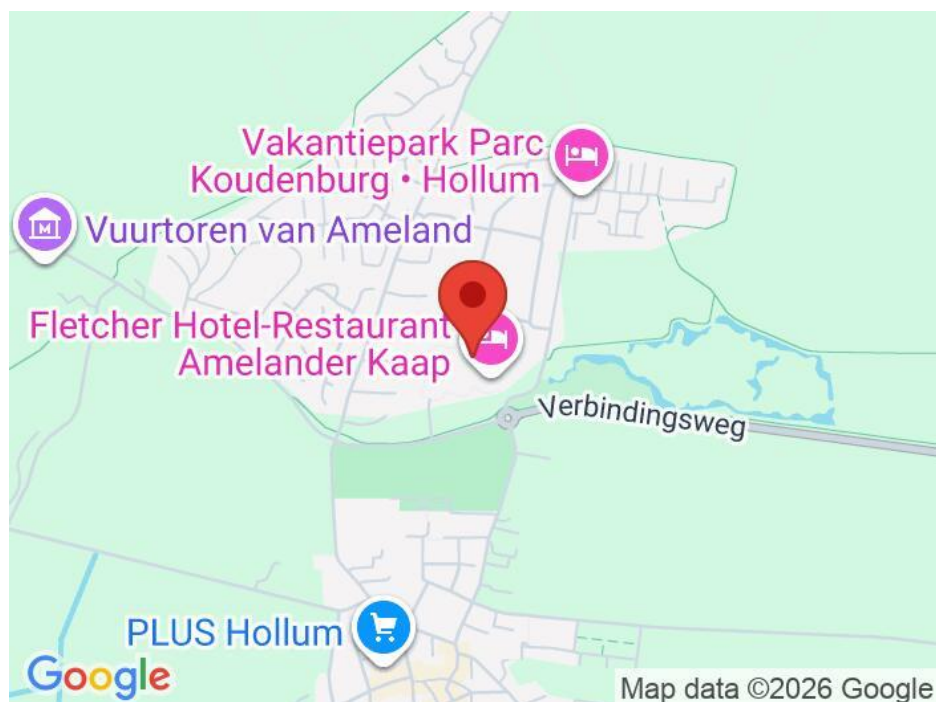 Vakantiepark Parc
Koudenburg • Hollum
Vuurtoren van Ameland
M
Fletcher Hotel-Restaurant
Amelander Kaap
Verbindingsweg
PLUS Hollum
Google
Map data ©2026 Google